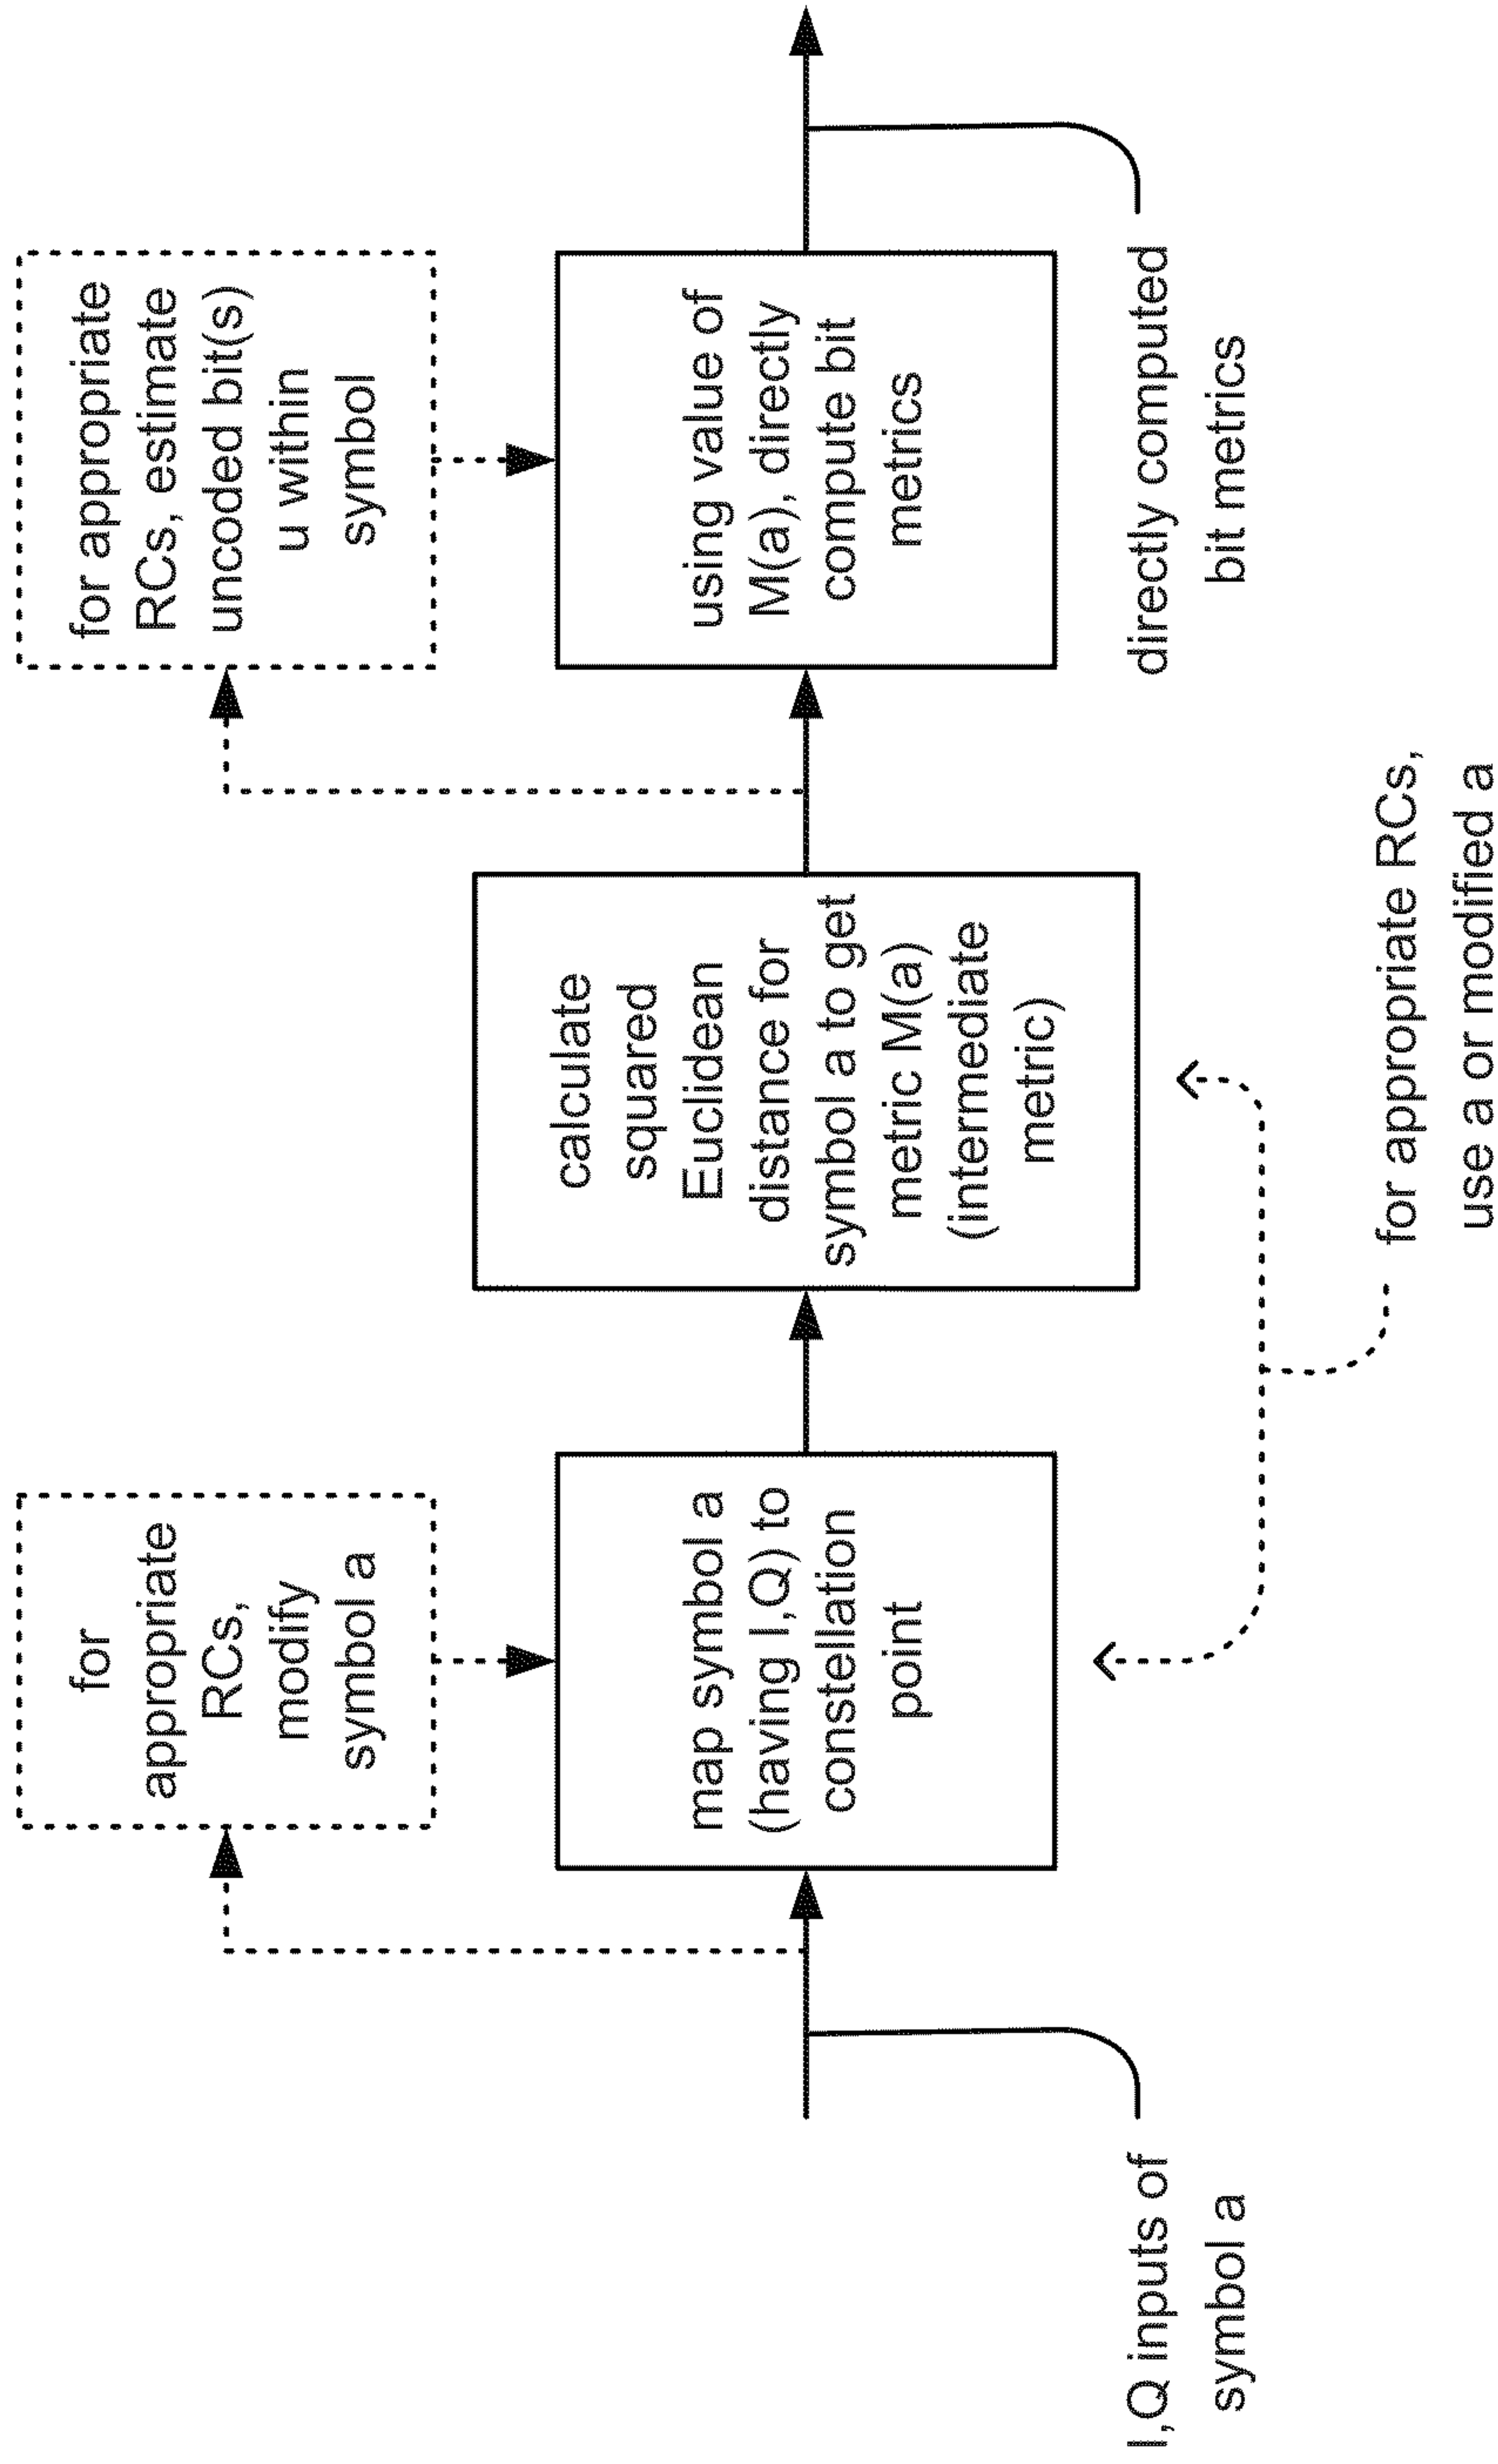 for
appropriate
RCs,
modify
symbol a
for appropriate
RCs, estimate
uncoded bit(s)
u within
symbol
map symbol a
(having I,Q) to
constellation
point
calculate
squared
Euclidean
distance for
symbol a to get
metric M(a)
(intermediate
metric)
using value of
M(a), directly
compute bit
metrics
I,Q inputs of
symbol a
directly computed
bit metrics
for appropriate RCs,
use a or modified a